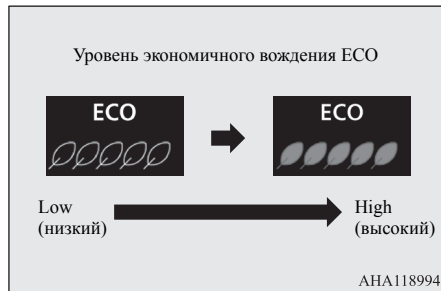 Уровень экономичного вождения ECO
ECO
ECO
Low
(низкий)
High
(высокий)
AHA118994